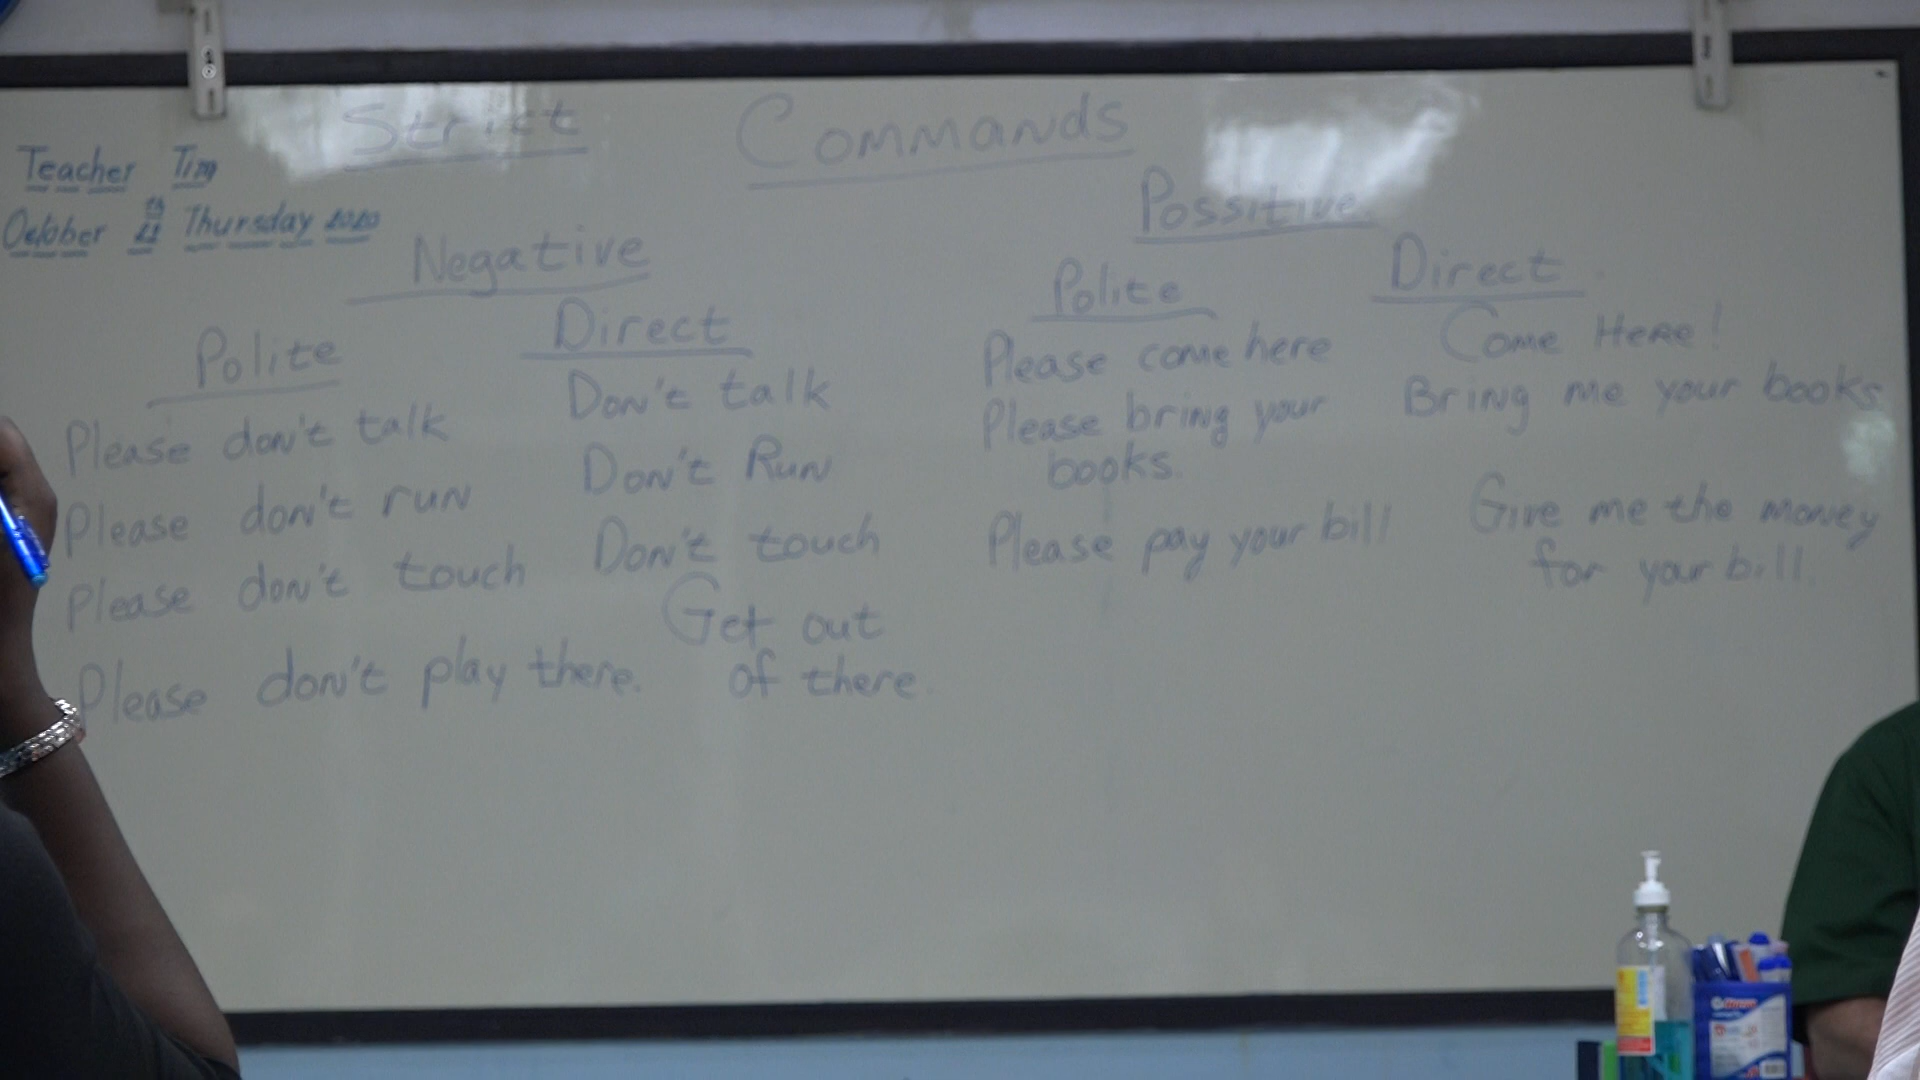 Strict Commands
Teacher Tim
October 21th Thursday 2020
Negative
Polite
Please don't talk
Please don't run
Please don't touch
Please don't play there.
Direct
Don't talk
Don't Run
Don't touch
Get out
of there.
Possitive
Polite
Please come here
Please bring your
books.
Please pay your bill
Direct
Come Here!
Bring me your books
Give me the money
for your bill.